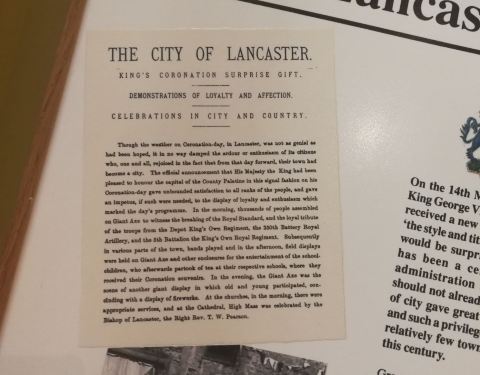 THE CITY OF LANCASTER.
KING'S CORONATION SURPRISE GIFT.
DEMONSTRATIONS OF LOYALTY AND AFFECTION.
CELEBRATIONS IN CITY AND COUNTRY.
Though the weather on Coronation-day, in Lancaster, was not as genial as
had been hoped, it in no way damped the ardour or enthusiasm of its citizens
who, one and all, rejoiced in the fact that from that day forward, their town had
become a city. The official announcement that His Majesty the King had been
pleased to honour the capital of the County Palatine in this signal fashion on his
Coronation-day gave unbounded satisfaction to all ranks of the people, and gave
an impetus, if such were needed, to the display of loyalty and enthusiasm which
marked the day's programme. In the morning, thousands of people assembled
on Giant Axe to witness the breaking of the Royal Standard, and the loyal tribute
of the troops from the Depot King's Own Regiment, the 350th Battery Royal
Artillery, and the 5th Battalion the King's Own Royal Regiment. Subsequently
in various parts of the town, bands played and in the afternoon, field displays
were held on Giant Axe and other enclosures for the entertainment of the school-
children, who afterwards partook of tea at their respective schools, where they
received their Coronation souvenirs. In the evening, the Giant Axe was the
scene of another giant display in which old and young participated, con-
cluding with a display of fireworks. At the churches, in the morning, there were
appropriate services, and at the Cathedral, High Mass was celebrated by the
Bishop of Lancaster, the Right Rev. T. W. Pearson.
On the 14th M
King George V
received a new
'the style and tit
would be surpri
has been a ce
administration
should not alread
of city gave great
and such a privileg
relatively few town
this century.